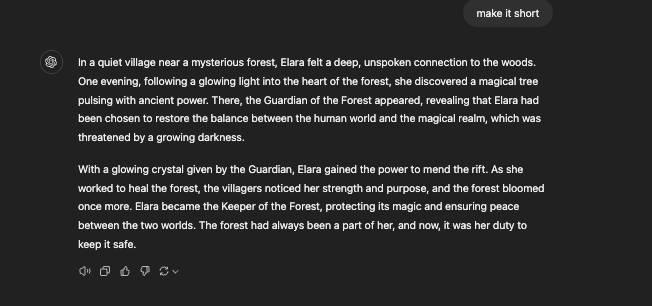 make it short
In a quiet village near a mysterious forest, Elara felt a deep, unspoken connection to the woods.
One evening, following a glowing light into the heart of the forest, she discovered a magical tree
pulsing with ancient power. There, the Guardian of the Forest appeared, revealing that Elara had
been chosen to restore the balance between the human world and the magical realm, which was
threatened by a growing darkness.
With a glowing crystal given by the Guardian, Elara gained the power to mend the rift. As she
worked to heal the forest, the villagers noticed her strength and purpose, and the forest bloomed
once more. Elara became the Keeper of the Forest, protecting its magic and ensuring peace
between the two worlds. The forest had always been a part of her, and now, it was her duty to
keep it safe.